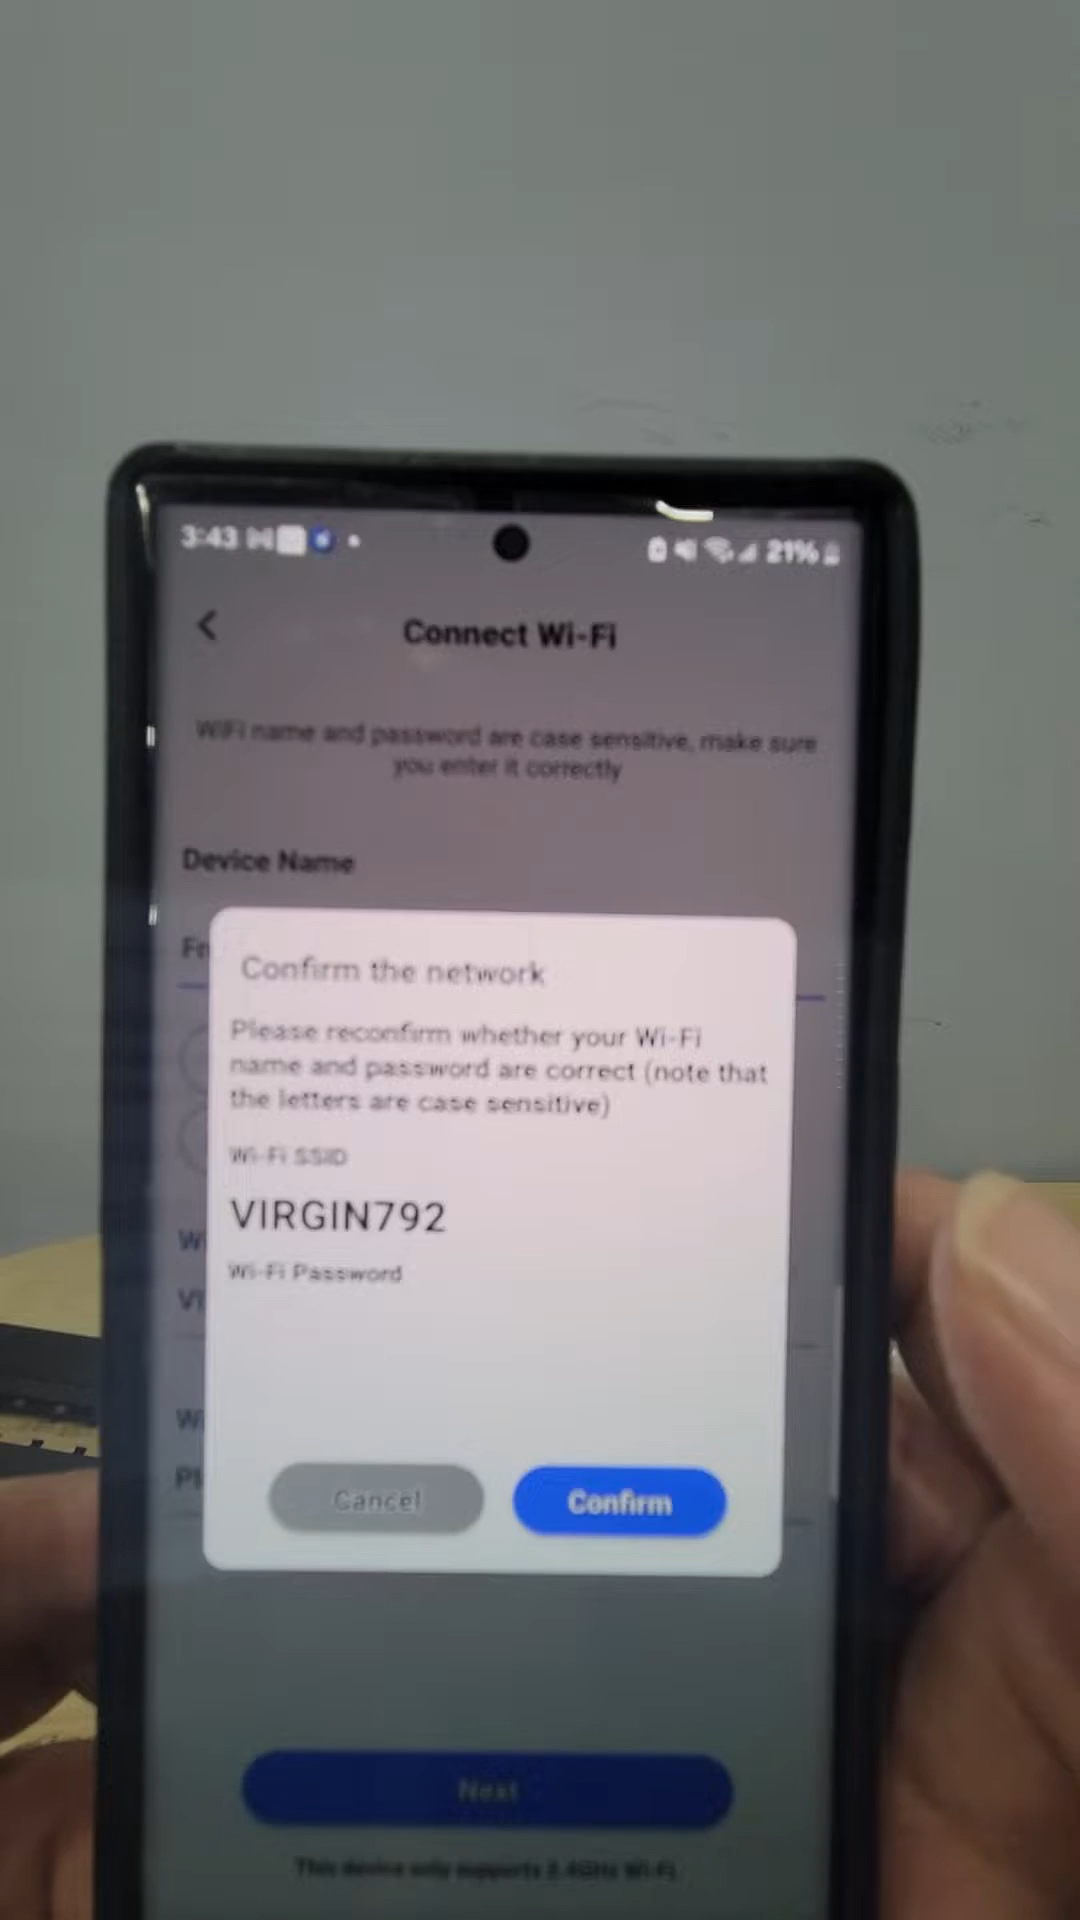 3:43
21%
Connect Wi-Fi
WiFi name and password are case sensitive, make sure
you enter it correctly
Device Name
Confirm the network
Please reconfirm whether your Wi-Fi
name and password are correct (note that
the letters are case sensitive)
Wi-Fi SSID
VIRGIN792
Wi-Fi Password
VI
Cancel
Confirm
Next
This device only supports 2.4GHz Wi-Fi.